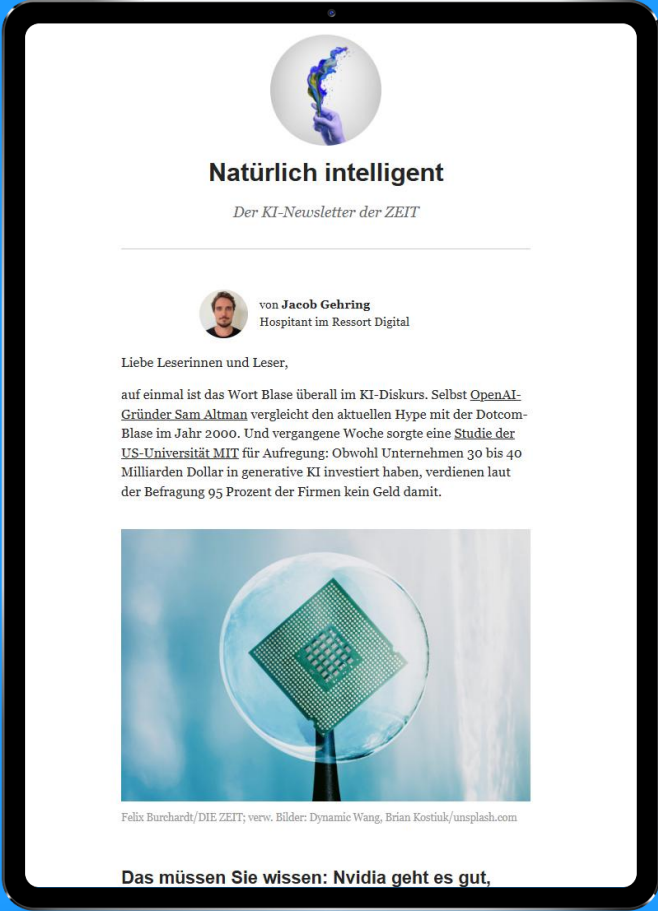 Natürlich intelligent
Der KI-Newsletter der ZEIT
von Jacob Gehring
Hospitant im Ressort Digital
Liebe Leserinnen und Leser,
auf einmal ist das Wort Blase überall im KI-Diskurs. Selbst OpenAI-
Gründer Sam Altman vergleicht den aktuellen Hype mit der Dotcom-
Blase im Jahr 2000. Und vergangene Woche sorgte eine Studie der
US-Universität MIT für Aufregung: Obwohl Unternehmen 30 bis 40
Milliarden Dollar in generative KI investiert haben, verdienen laut
der Befragung 95 Prozent der Firmen kein Geld damit.
Felix Burchardt/DIE ZEIT; verw. Bilder: Dynamic Wang, Brian Kostiuk/unsplash.com
Das müssen Sie wissen: Nvidia geht es gut,